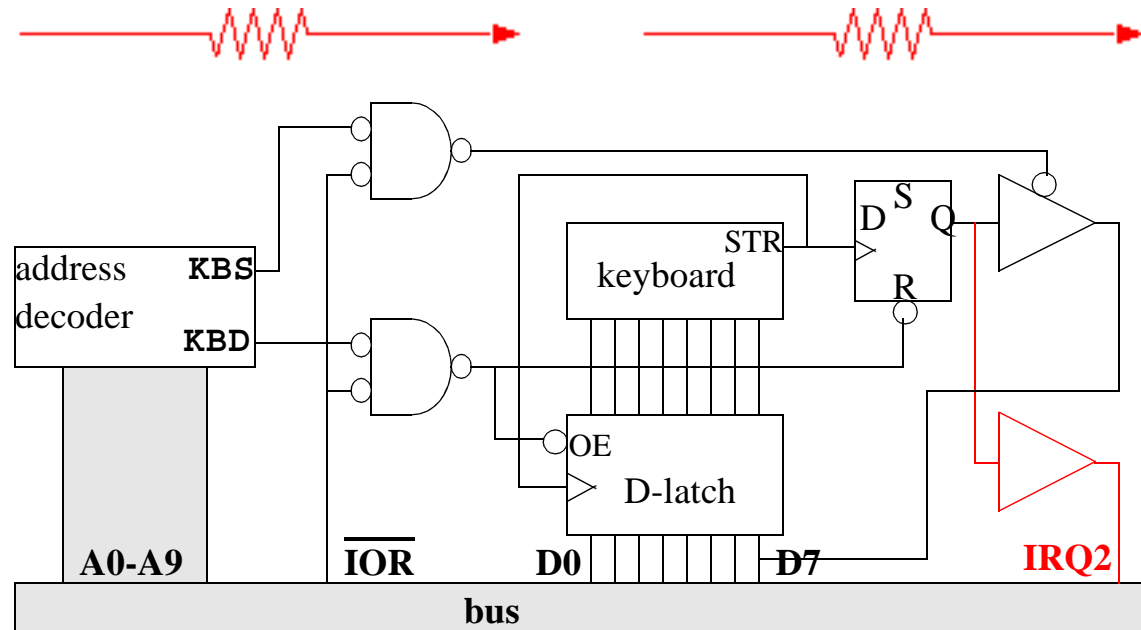 S
D
Q
STR
KBS
address
keyboard
decoder
R
KBD
OE
D-latch
A0-A9
IOR
D0
D7
IRQ2
bus